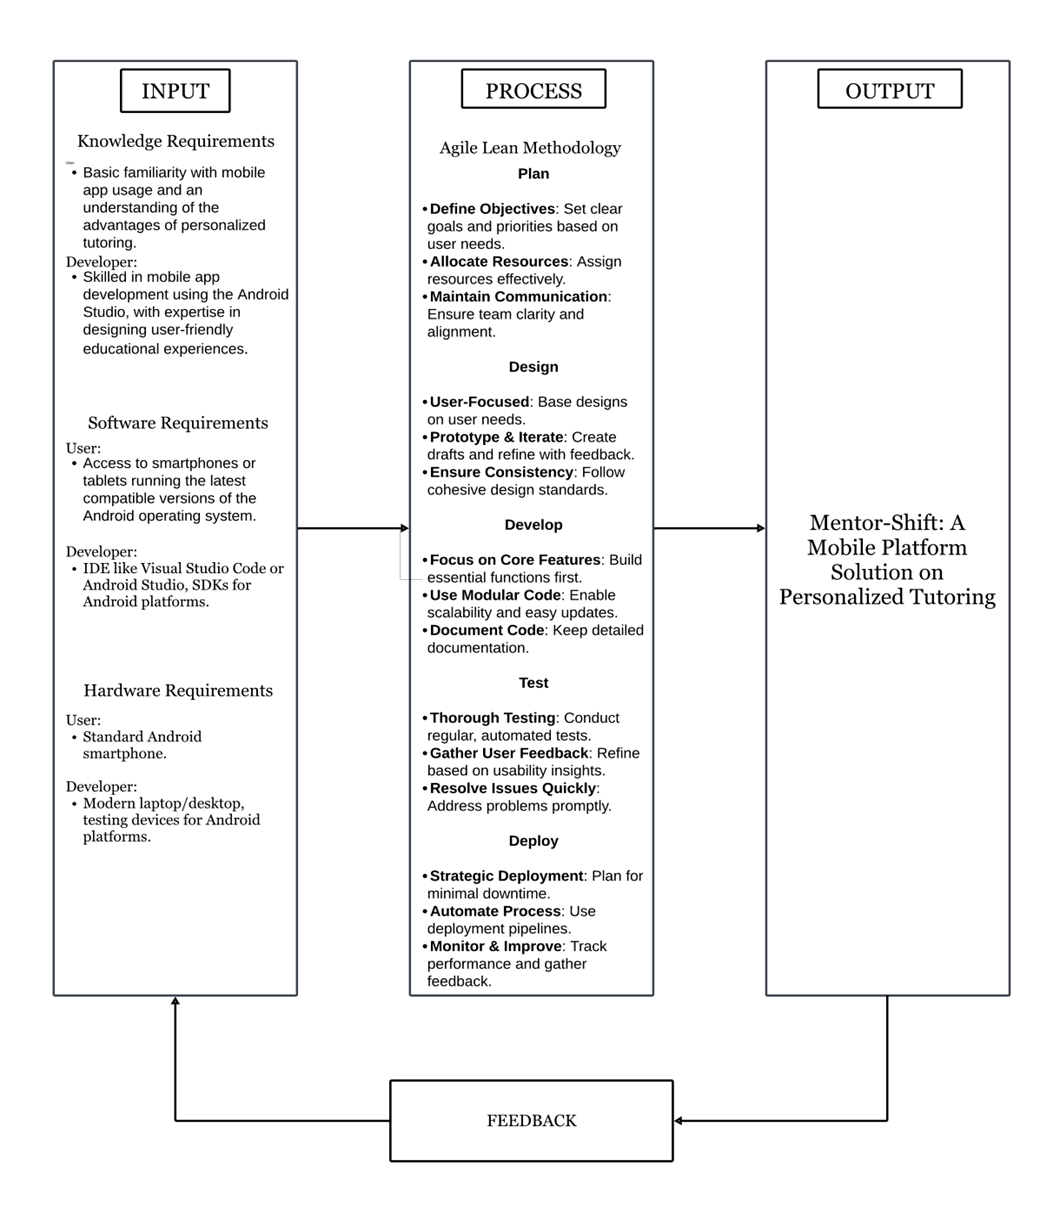 INPUT
Knowledge Requirements
User:
• Basic familiarity with mobile
app usage and an
understanding of the
advantages of personalized
tutoring.
Developer:
• Skilled in mobile app
development using the Android
Studio, with expertise in
designing user-friendly
educational experiences.
Software Requirements
User:
• Access to smartphones or
tablets running the latest
compatible versions of the
Android operating system.
Developer:
• IDE like Visual Studio Code or
Android Studio, SDKs for
Android platforms.
Hardware Requirements
User:
• Standard Android
smartphone.
Developer:
• Modern laptop/desktop,
testing devices for Android
platforms.
PROCESS
Agile Lean Methodology
Plan
• Define Objectives: Set clear
goals and priorities based on
user needs.
• Allocate Resources: Assign
resources effectively.
• Maintain Communication:
Ensure team clarity and
alignment.
Design
• User-Focused: Base designs
on user needs.
• Prototype & Iterate: Create
drafts and refine with feedback.
• Ensure Consistency: Follow
cohesive design standards.
Develop
• Focus on Core Features: Build
essential functions first.
• Use Modular Code: Enable
scalability and easy updates.
• Document Code: Keep detailed
documentation.
Test
• Thorough Testing: Conduct
regular, automated tests.
• Gather User Feedback: Refine
based on usability insights.
• Resolve Issues Quickly:
Address problems promptly.
Deploy
• Strategic Deployment: Plan for
minimal downtime.
• Automate Process: Use
deployment pipelines.
• Monitor & Improve: Track
performance and gather
feedback.
OUTPUT
Mentor-Shift: A
Mobile Platform
Solution on
Personalized Tutoring
FEEDBACK